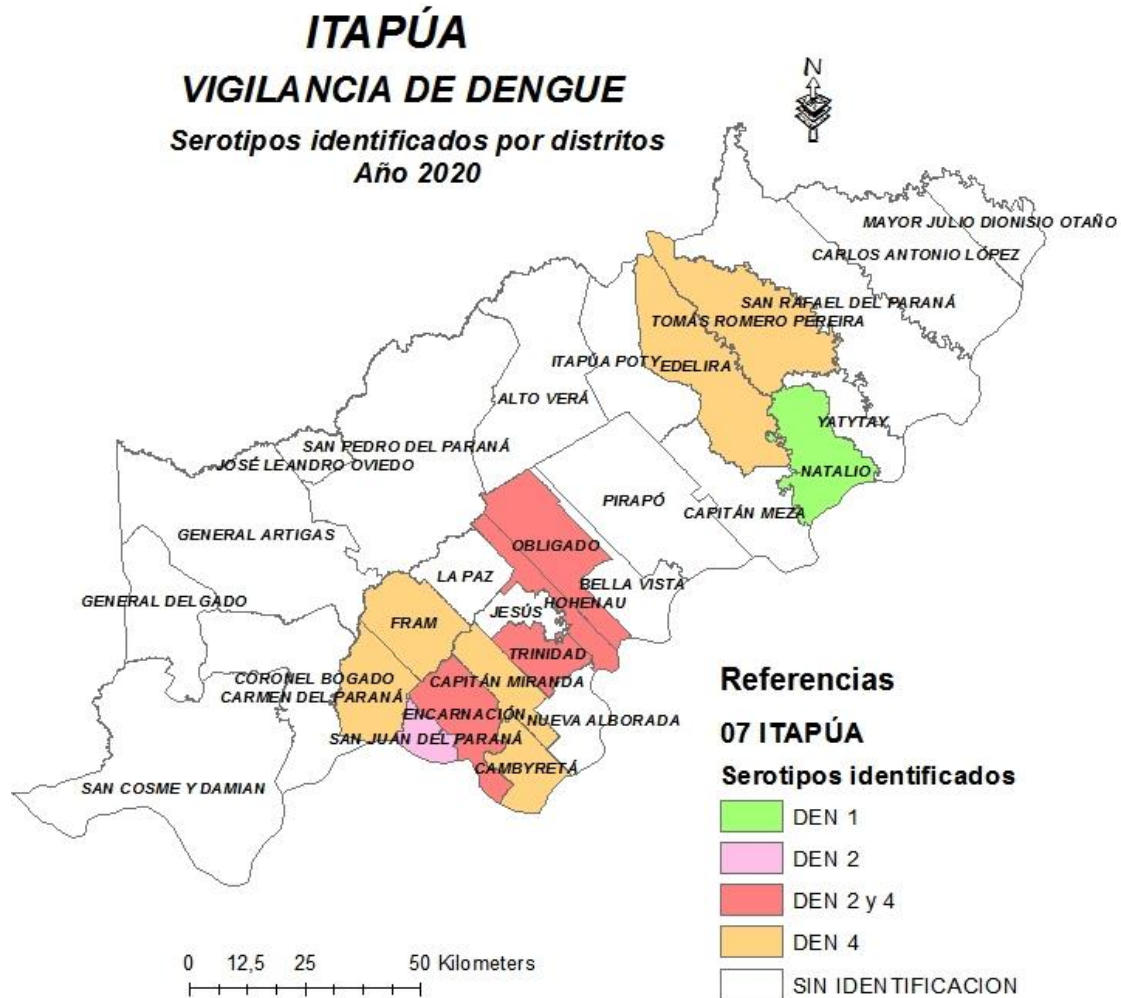 ITAPÚA
VIGILANCIA DE DENGUE
Serotipos identificados por distritos
Año 2020
N
MAYOR JULIO DIONISIO OTAÑO
CARLOS ANTONIO LÓPEZ
SAN RAFAEL DEL PARANÁ
TOMÁS ROMERO PEREIRA
ITAPÚA POTY
EDELIRA
ALTO VERÁ
YATYTAY
SAN PEDRO DEL PARANÁ
JOSÉ LEANDRO OVIEDO
NATALIO
PIRAPÓ
CAPITÁN MEZA
GENERAL ARTIGAS
OBLIGADO
LA PAZ
BELLA VISTA
GENERAL DELGADO
HOHENAU
JESÚS
FRAM
TRINIDAD
CORONEL BOGADO
CAPITÁN MIRANDA
CARMEN DEL PARANÁ
ENCARNACIÓN
NUEVA ALBORADA
SAN JUAN DEL PARANÁ
CAMBYRETÁ
SAN COSME Y DAMIAN
Referencias
07 ITAPÚA
Serotipos identificados
DEN 1
DEN 2
DEN 2 y 4
DEN 4
SIN IDENTIFICACION
0 12,5 25 50 Kilometers